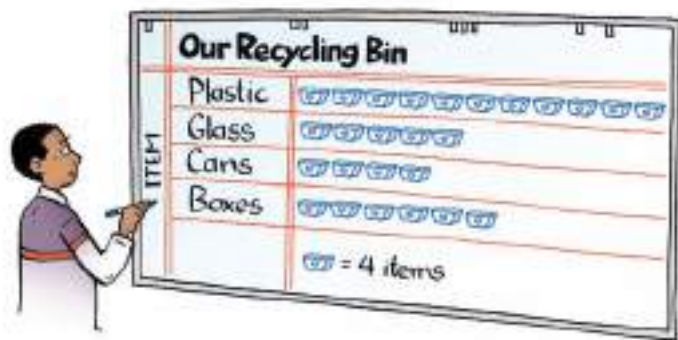 Our Recycling Bin
ITEM
Plastic
Glass
Cans
Boxes
= 4 items